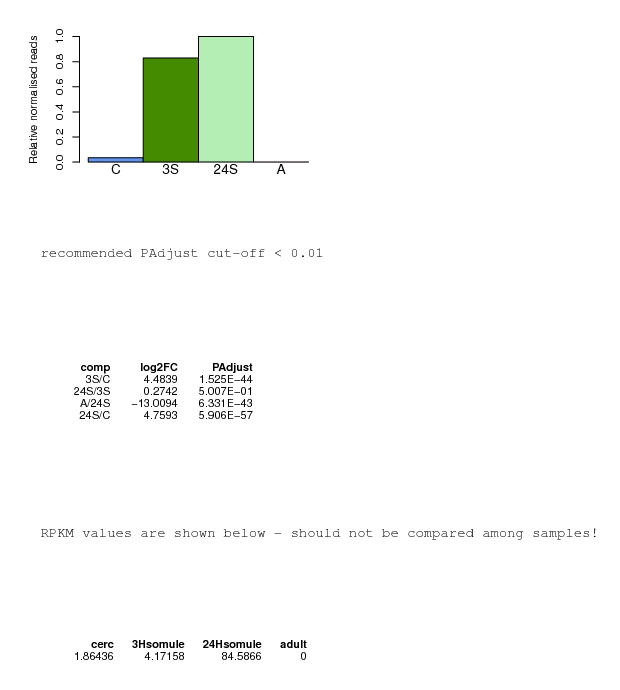 Relative normalised reads
1.0
0.8
0.6
0.4
0.2
0.0
C 3S 24S A
recommended PAdjust cut-off < 0.01
comp log2FC PAdjust
3S/C 4.4839 1.525E−44
24S/3S 0.2742 5.007E−01
A/24S −13.0094 6.331E−43
24S/C 4.7593 5.906E−57
RPKM values are shown below - should not be compared among samples!
cerc 3Hsomule 24Hsomule adult
1.86436 4.17158 84.5866 0